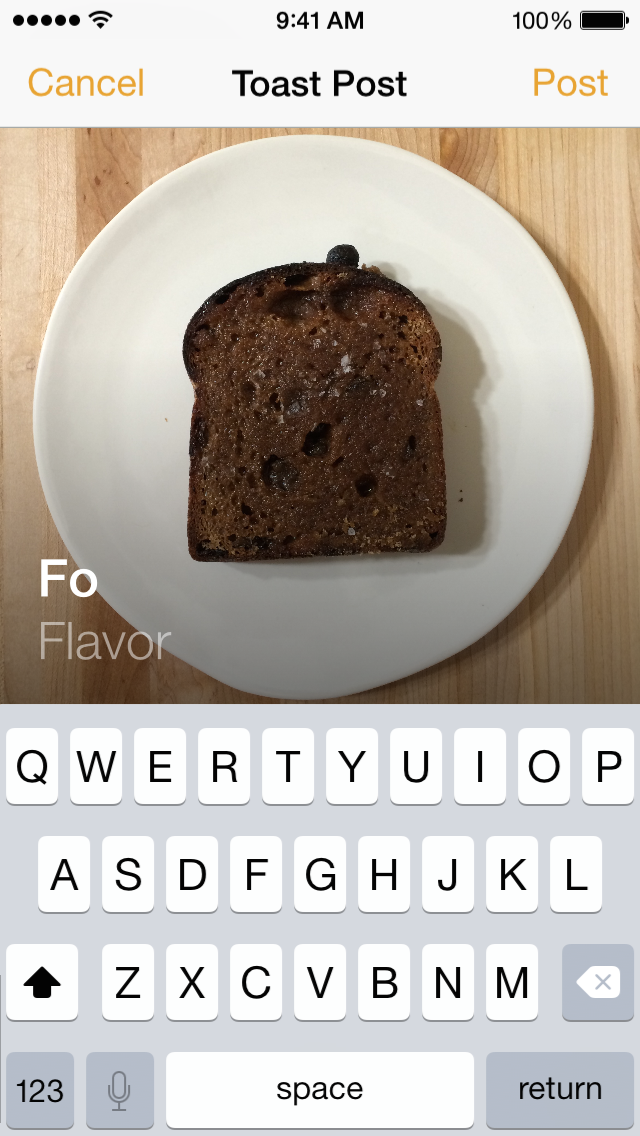 9:41 AM 100%
Cancel Toast Post Post
Fo
Flavor
Q W E R T Y U I O P
A S D F G H J K L
Z X C V B N M
123 space return